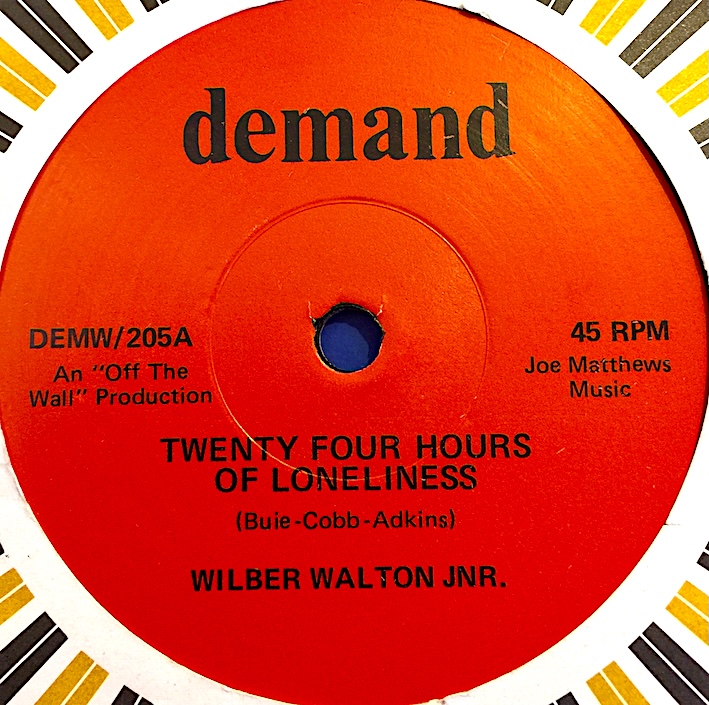 demand
DEMW/205A
An "Off The
Wall" Production
45 RPM
Joe Matthews
Music
TWENTY FOUR HOURS
OF LONELINESS
(Buie-Cobb-Adkins)
WILBER WALTON JNR.